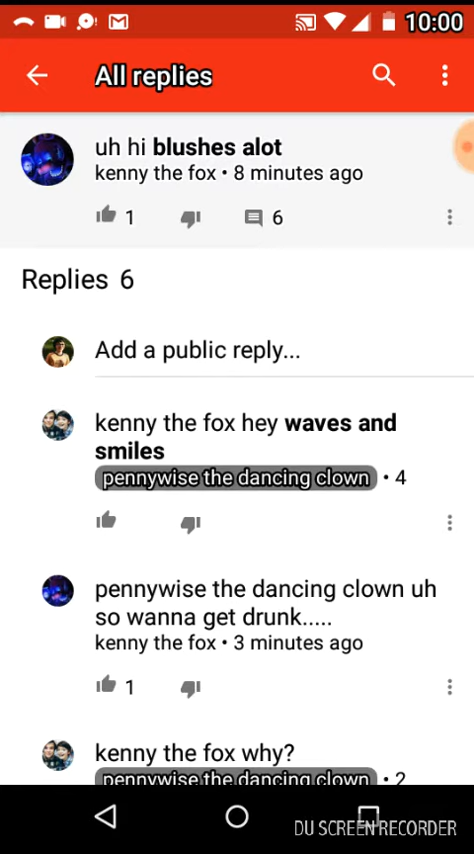 10:00
All replies
uh hi blushes alot
kenny the fox • 8 minutes ago
1
6
Replies 6
Add a public reply...
kenny the fox hey waves and
smiles
pennywise the dancing clown • 4
pennywise the dancing clown uh
so wanna get drunk.....
kenny the fox • 3 minutes ago
1
kenny the fox why?
pennywise the dancing clown • 2
DU SCREEN RECORDER